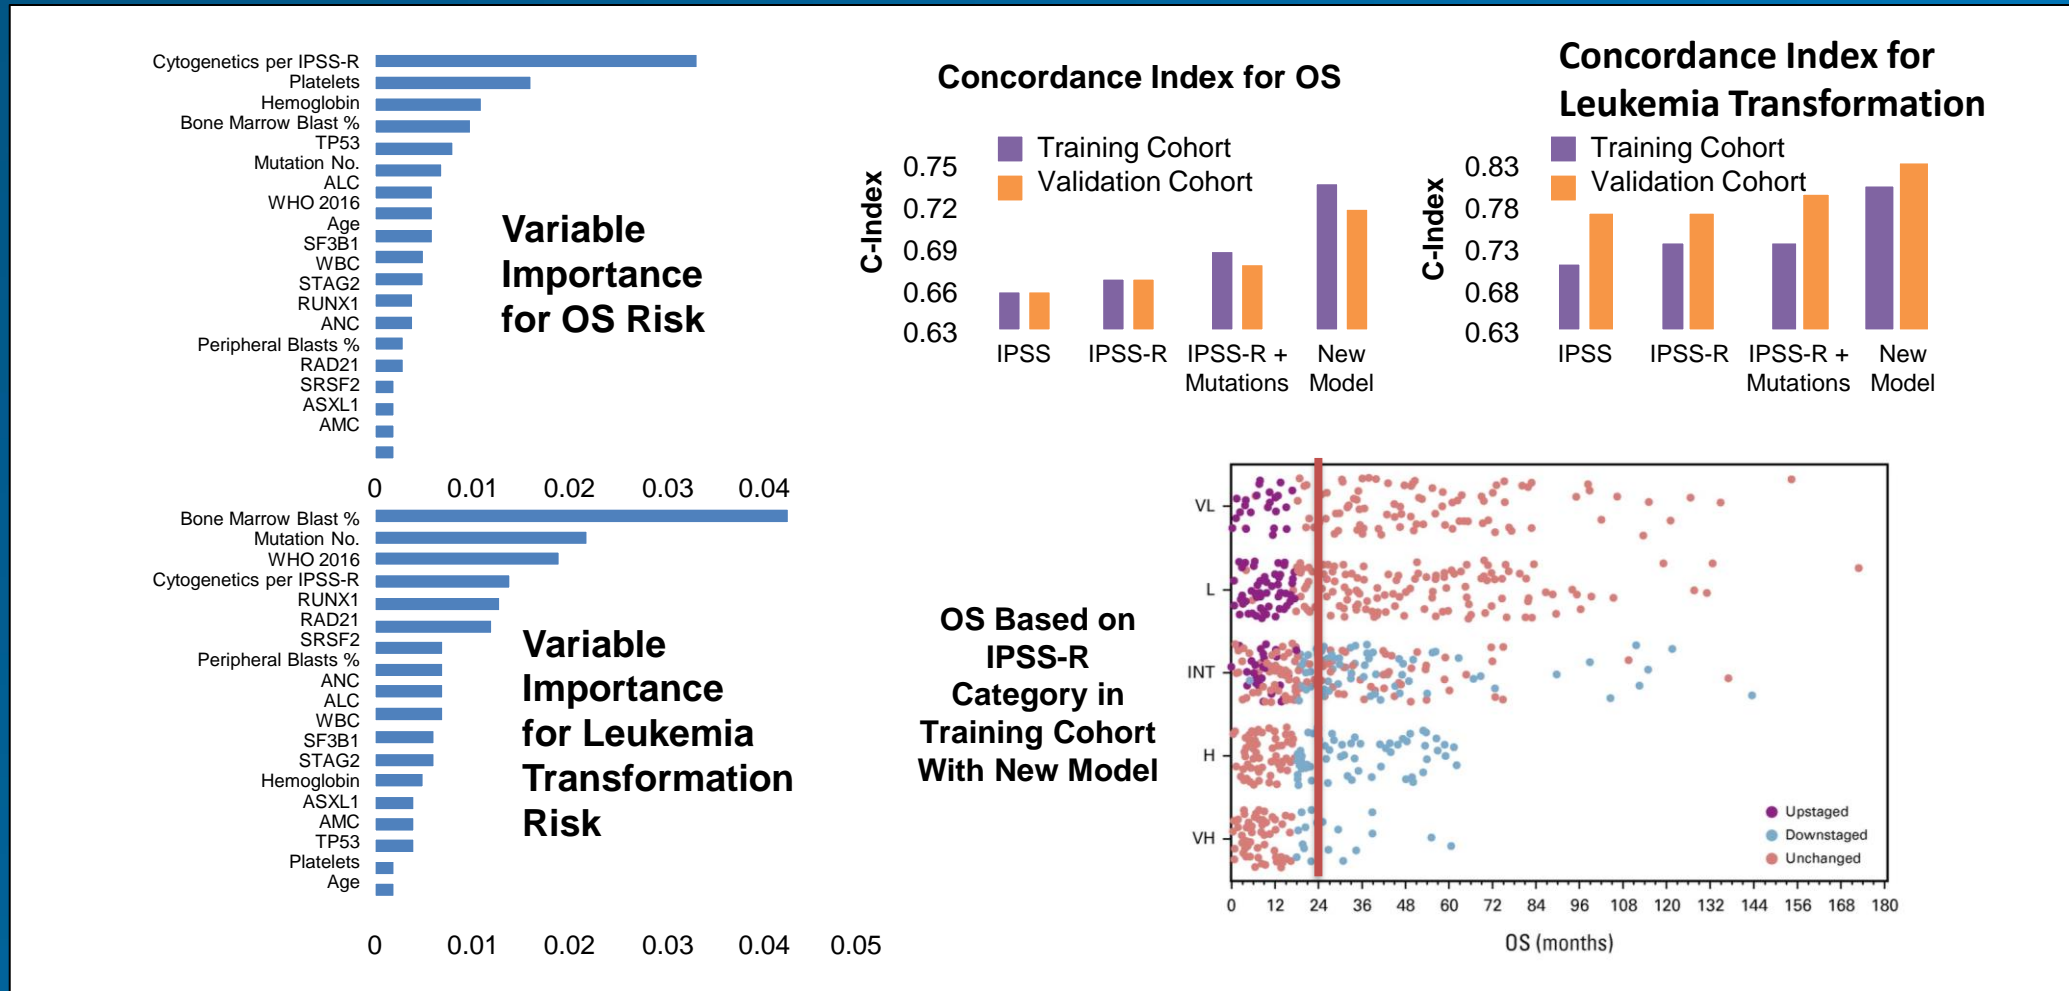 Cytogenetics per IPSS-R
Platelets
Hemoglobin
Bone Marrow Blast %
TP53
Mutation No.
ALC
WHO 2016
Age
SF3B1
WBC
STAG2
RUNX1
ANC
Peripheral Blasts %
RAD21
SRSF2
ASXL1
AMC
0 0.01 0.02 0.03 0.04
Variable
Importance
for OS Risk
Bone Marrow Blast %
Mutation No.
WHO 2016
Cytogenetics per IPSS-R
RUNX1
RAD21
SRSF2
Peripheral Blasts %
ANC
ALC
WBC
SF3B1
STAG2
Hemoglobin
ASXL1
AMC
TP53
Platelets
Age
0 0.01 0.02 0.03 0.04 0.05
Variable
Importance
for Leukemia
Transformation
Risk
Concordance Index for OS
Training Cohort
Validation Cohort
C-Index
0.75
0.72
0.69
0.66
0.63
IPSS IPSS-R IPSS-R + New
Mutations Model
Concordance Index for
Leukemia Transformation
Training Cohort
Validation Cohort
C-Index
0.83
0.78
0.73
0.68
0.63
IPSS IPSS-R IPSS-R + New
Mutations Model
OS Based on
IPSS-R
Category in
Training Cohort
With New Model
VL
L
INT
H
VH
Upstaged
Downstaged
Unchanged
0 12 24 36 48 60 72 84 96 108 120 132 144 156 168 180
OS (months)